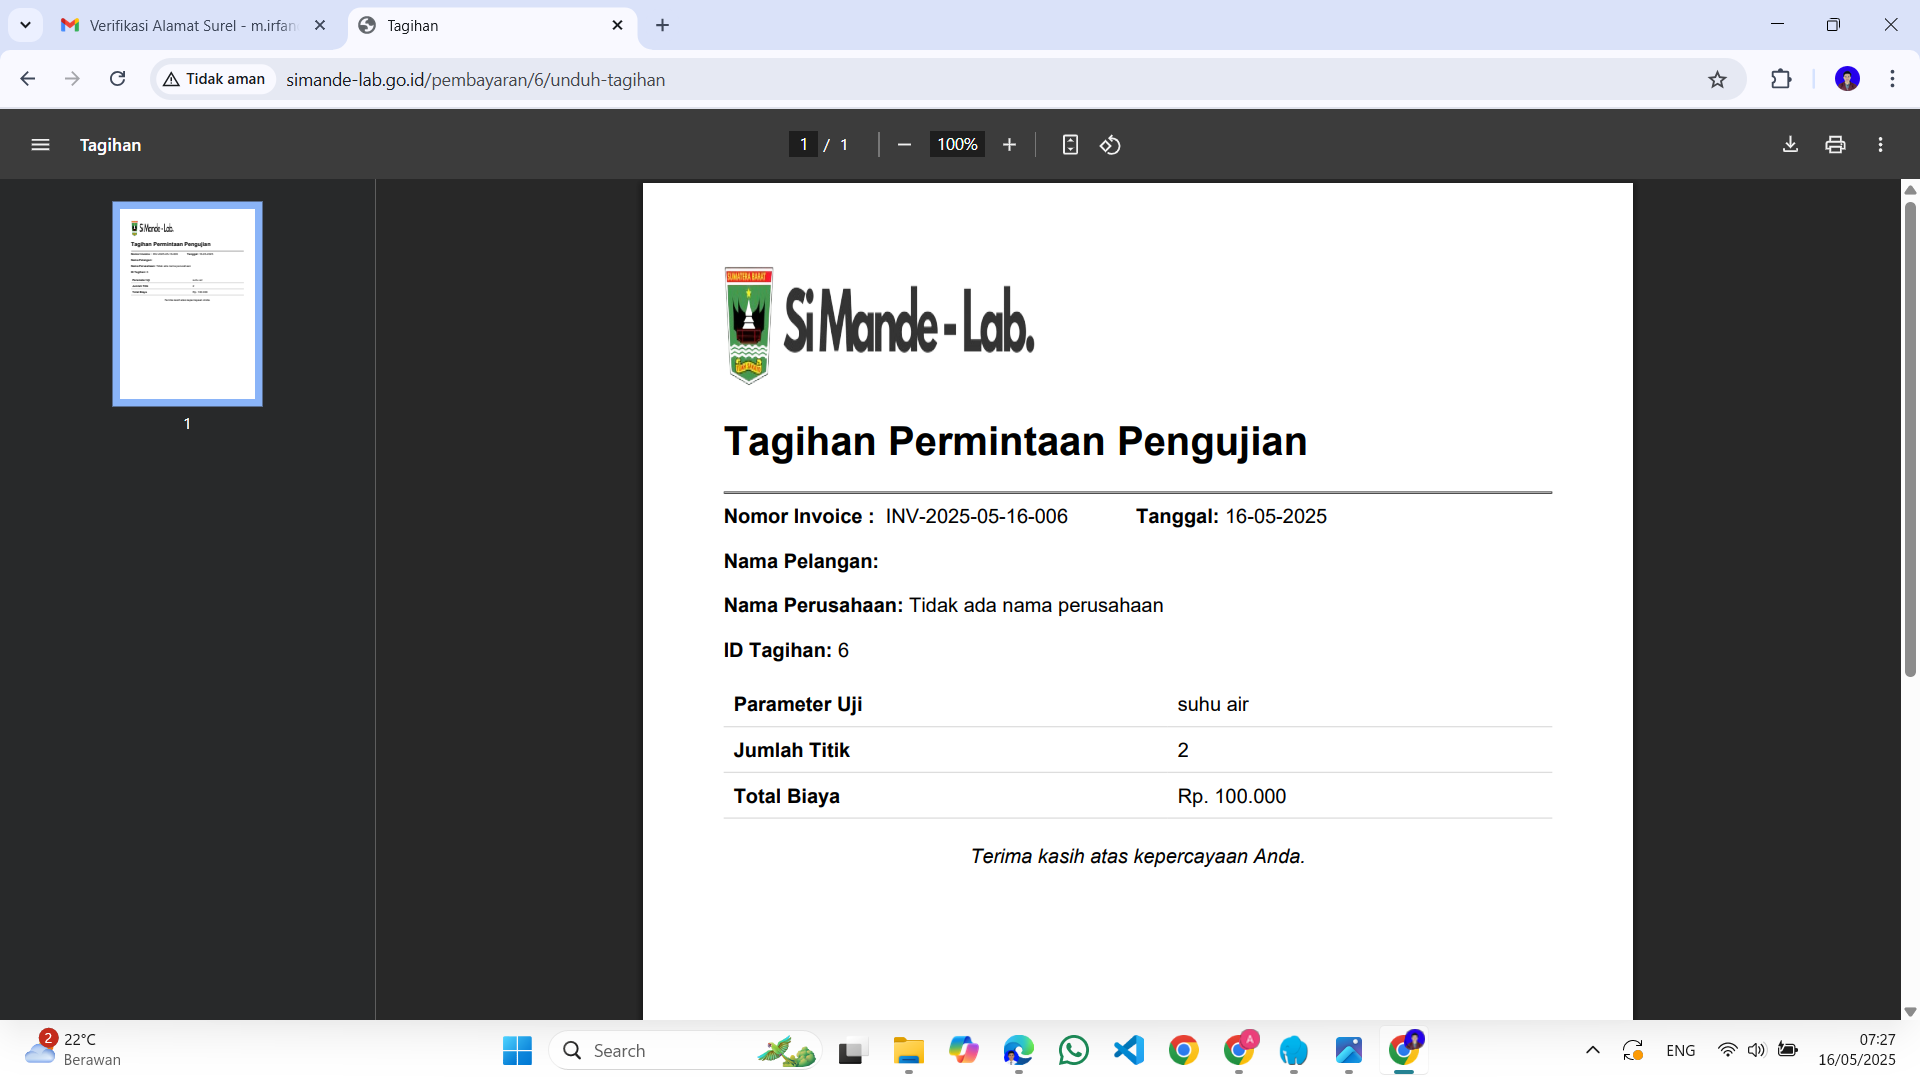 Verifikasi Alamat Surel - m.irfan
Tagihan
Tidak aman
simande-lab.go.id/pembayaran/6/unduh-tagihan
Tagihan
1 / 1
100%
1
SUMATERA BARAT
Si Mande - Lab.
Tagihan Permintaan Pengujian
Nomor Invoice : INV-2025-05-16-006 Tanggal: 16-05-2025
Nama Pelangan:
Nama Perusahaan: Tidak ada nama perusahaan
ID Tagihan: 6
Parameter Uji suhu air
Jumlah Titik 2
Total Biaya Rp. 100.000
Terima kasih atas kepercayaan Anda.
2
22°C
Berawan
Search
A
ENG
07:27
16/05/2025